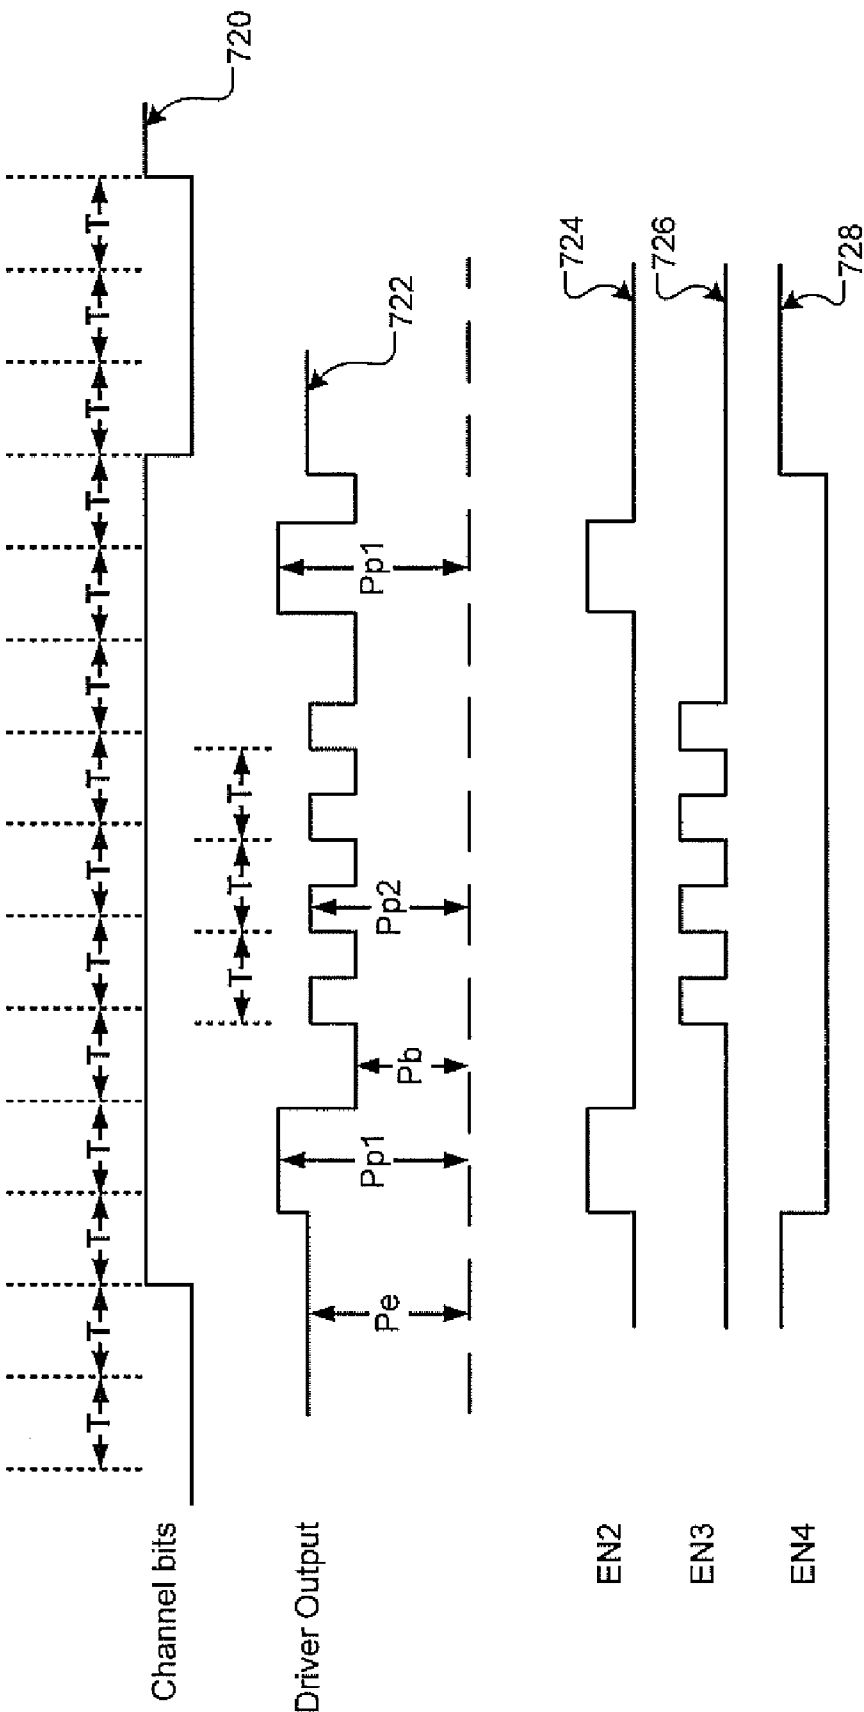 T T T T T T T T T T T T T T
Channel bits
720
T T T
Driver Output
Pe
Pp1
Pb
Pp2
Pp1
722
EN2
724
EN3
726
EN4
728